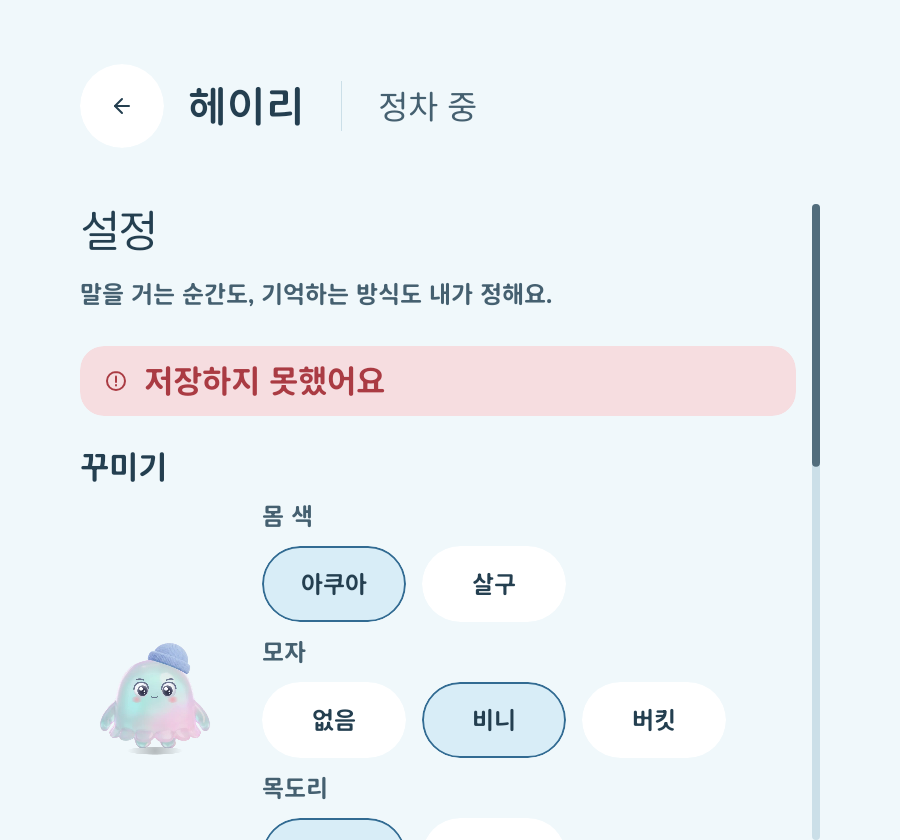 헤이리
정차 중
설정
말을 거는 순간도, 기억하는 방식도 내가 정해요.
저장하지 못했어요
꾸미기
몸 색
아쿠아 살구
모자
없음 비니 버킷
목도리